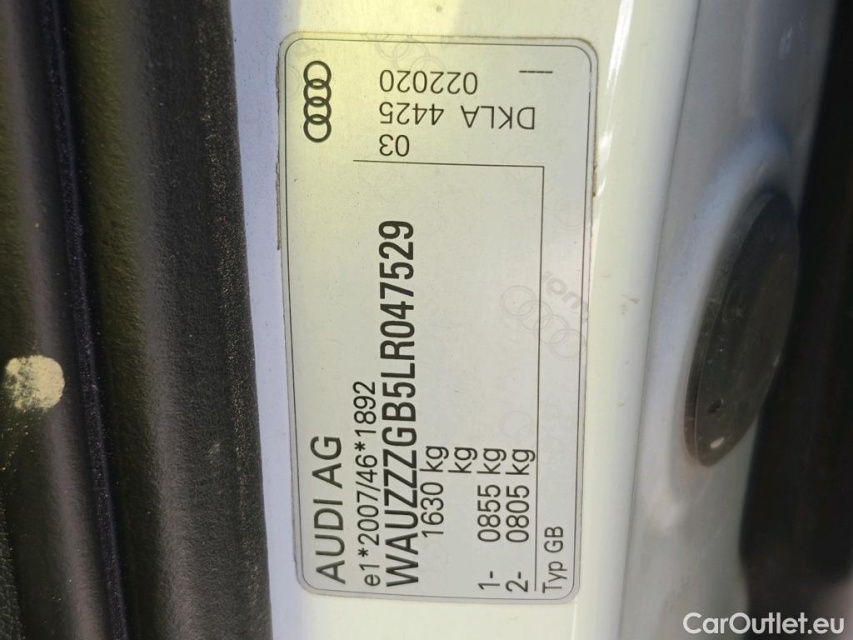 AUDI AG
e1*2007/46*1892
WAUZZZGB5LR047529
1630 kg
kg
1- 0855 kg
2- 0805 kg
Typ GB
03
DKLA 4425
022020
CarOutlet.eu